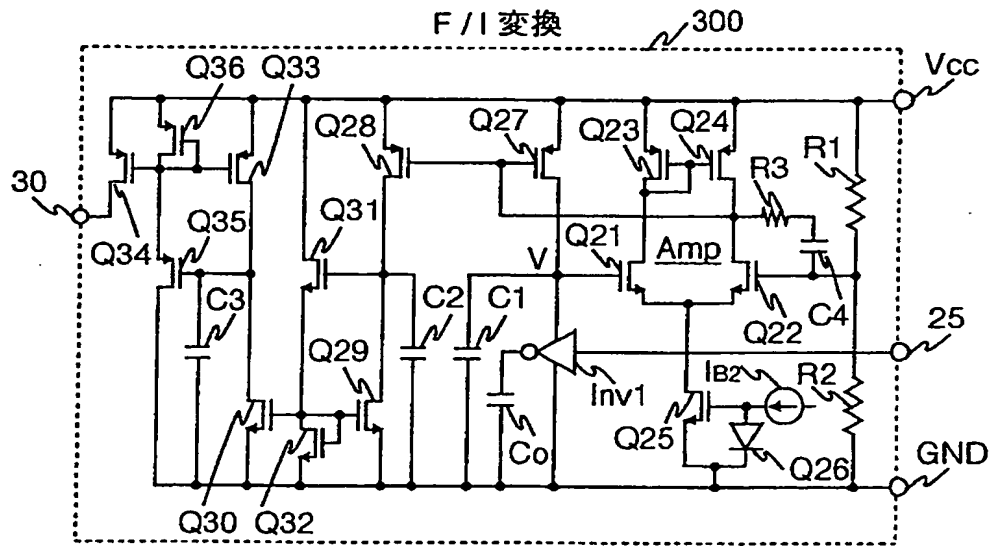 F/I 変換
300
Q36
Q33
Vcc
Q28
Q27
Q23
Q24
R3
R1
30
Q34
Q35
Q31
V
Q21
Amp
C3
C2
C1
Q22
C4
25
Q29
Inv1
IB2
R2
Co
Q25
Q26
GND
Q30
Q32